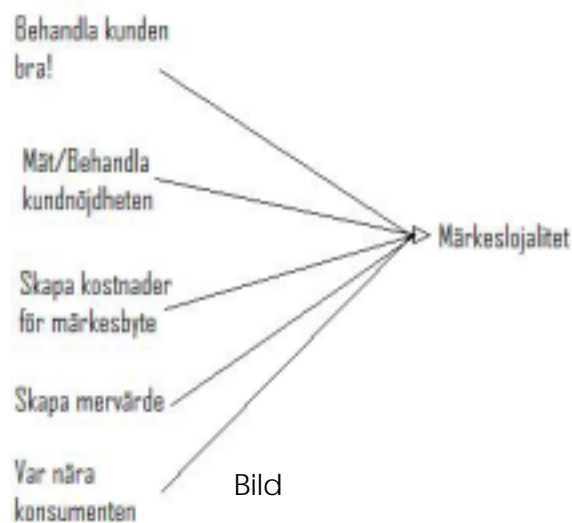 Behandla kunden
bra!
Mät/Behandla
kundnöjdheten
Märkeslojalitet
Skapa kostnader
för märkesbyte
Skapa mervärde
Var nära
konsumenten
Bild